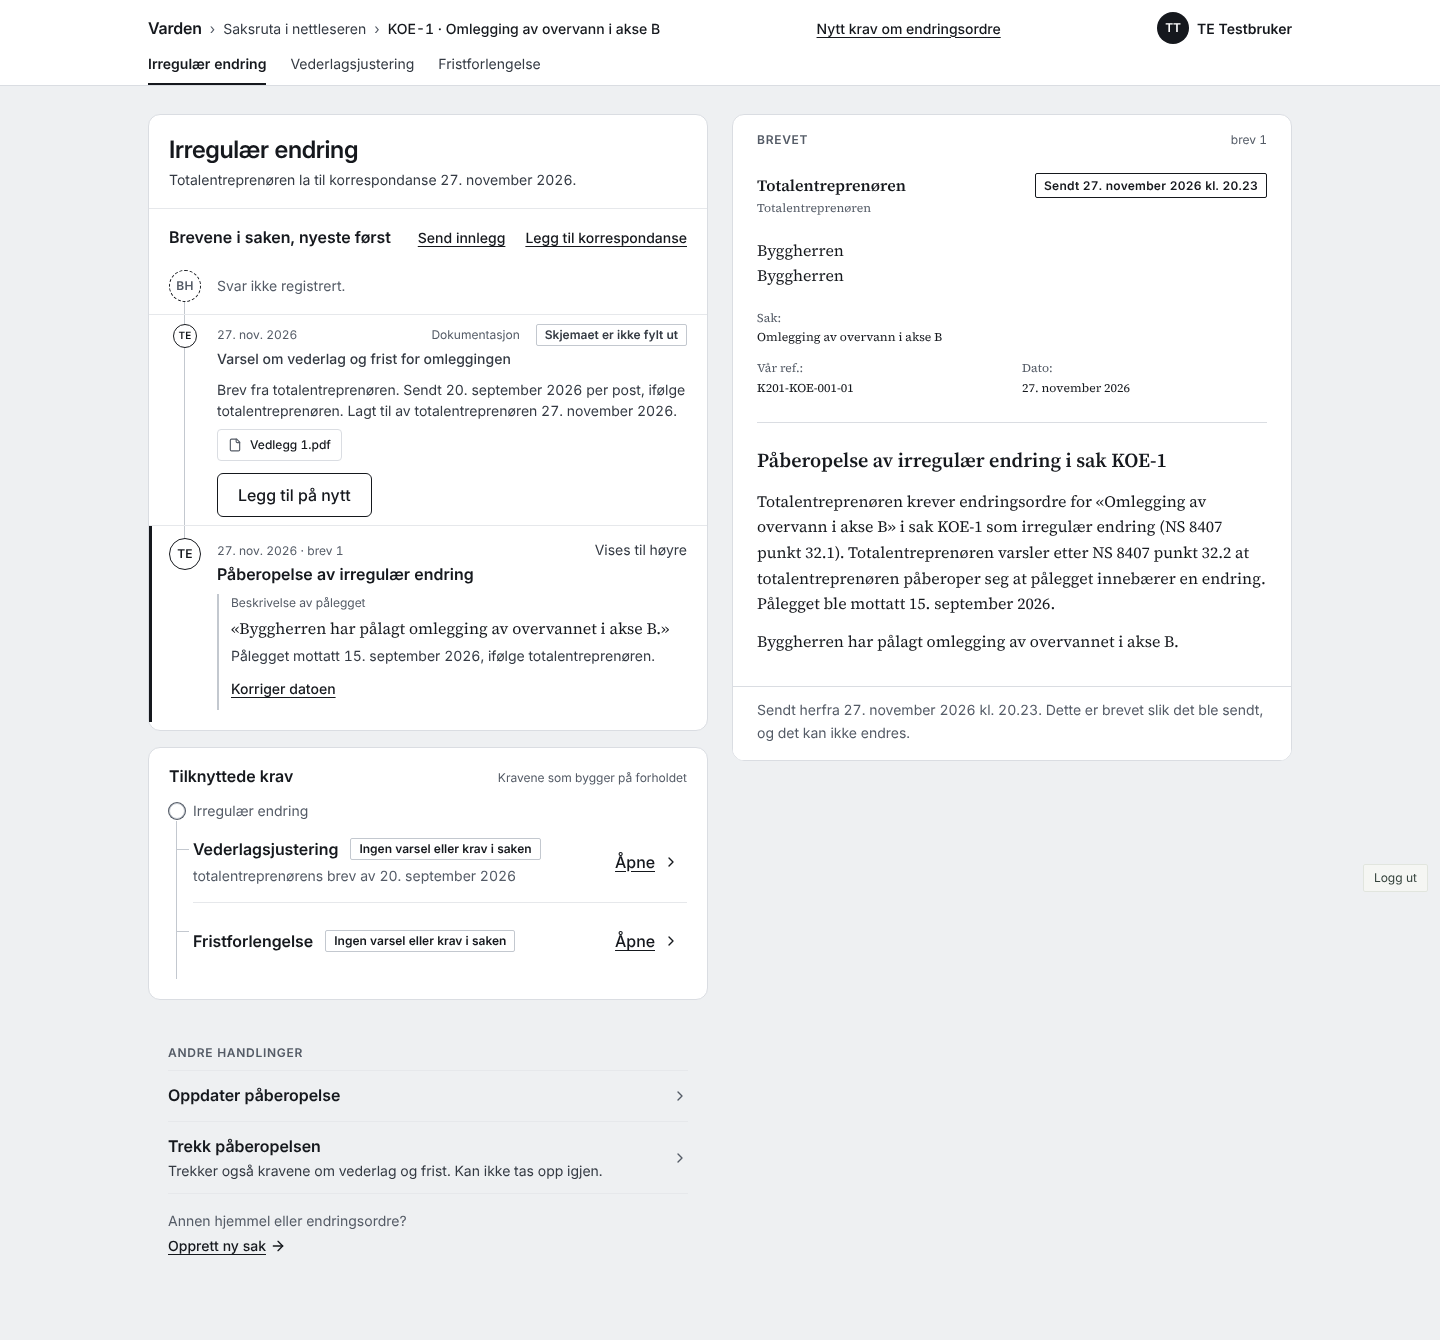 Varden › Saksruta i nettleseren › KOE-1 · Omlegging av overvann i akse B
Nytt krav om endringsordre
TT TE Testbruker
Irregulær endring Vederlagsjustering Fristforlengelse
Irregulær endring
Totalentreprenøren la til korrespondanse 27. november 2026.
Brevene i saken, nyeste først Send innlegg Legg til korrespondanse
BH Svar ikke registrert.
TE 27. nov. 2026 Dokumentasjon Skjemaet er ikke fylt ut
Varsel om vederlag og frist for omleggingen
Brev fra totalentreprenøren. Sendt 20. september 2026 per post, ifølge
totalentreprenøren. Lagt til av totalentreprenøren 27. november 2026.
Vedlegg 1.pdf
Legg til på nytt
TE 27. nov. 2026 · brev 1 Vises til høyre
Påberopelse av irregulær endring
Beskrivelse av pålegget
«Byggherren har pålagt omlegging av overvannet i akse B.»
Pålegget mottatt 15. september 2026, ifølge totalentreprenøren.
Korriger datoen
Tilknyttede krav Kravene som bygger på forholdet
Irregulær endring
Vederlagsjustering Ingen varsel eller krav i saken
totalentreprenørens brev av 20. september 2026
Åpne
Fristforlengelse Ingen varsel eller krav i saken Åpne
ANDRE HANDLINGER
Oppdater påberopelse
Trekk påberopelsen
Trekker også kravene om vederlag og frist. Kan ikke tas opp igjen.
Annen hjemmel eller endringsordre?
Opprett ny sak →
BREVET brev 1
Totalentreprenøren Sendt 27. november 2026 kl. 20.23
Totalentreprenøren
Byggherren
Byggherren
Sak:
Omlegging av overvann i akse B
Vår ref.: Dato:
K201-KOE-001-01 27. november 2026
Påberopelse av irregulær endring i sak KOE-1
Totalentreprenøren krever endringsordre for «Omlegging av
overvann i akse B» i sak KOE-1 som irregulær endring (NS 8407
punkt 32.1). Totalentreprenøren varsler etter NS 8407 punkt 32.2 at
totalentreprenøren påberoper seg at pålegget innebærer en endring.
Pålegget ble mottatt 15. september 2026.
Byggherren har pålagt omlegging av overvannet i akse B.
Sendt herfra 27. november 2026 kl. 20.23. Dette er brevet slik det ble sendt,
og det kan ikke endres.
Logg ut